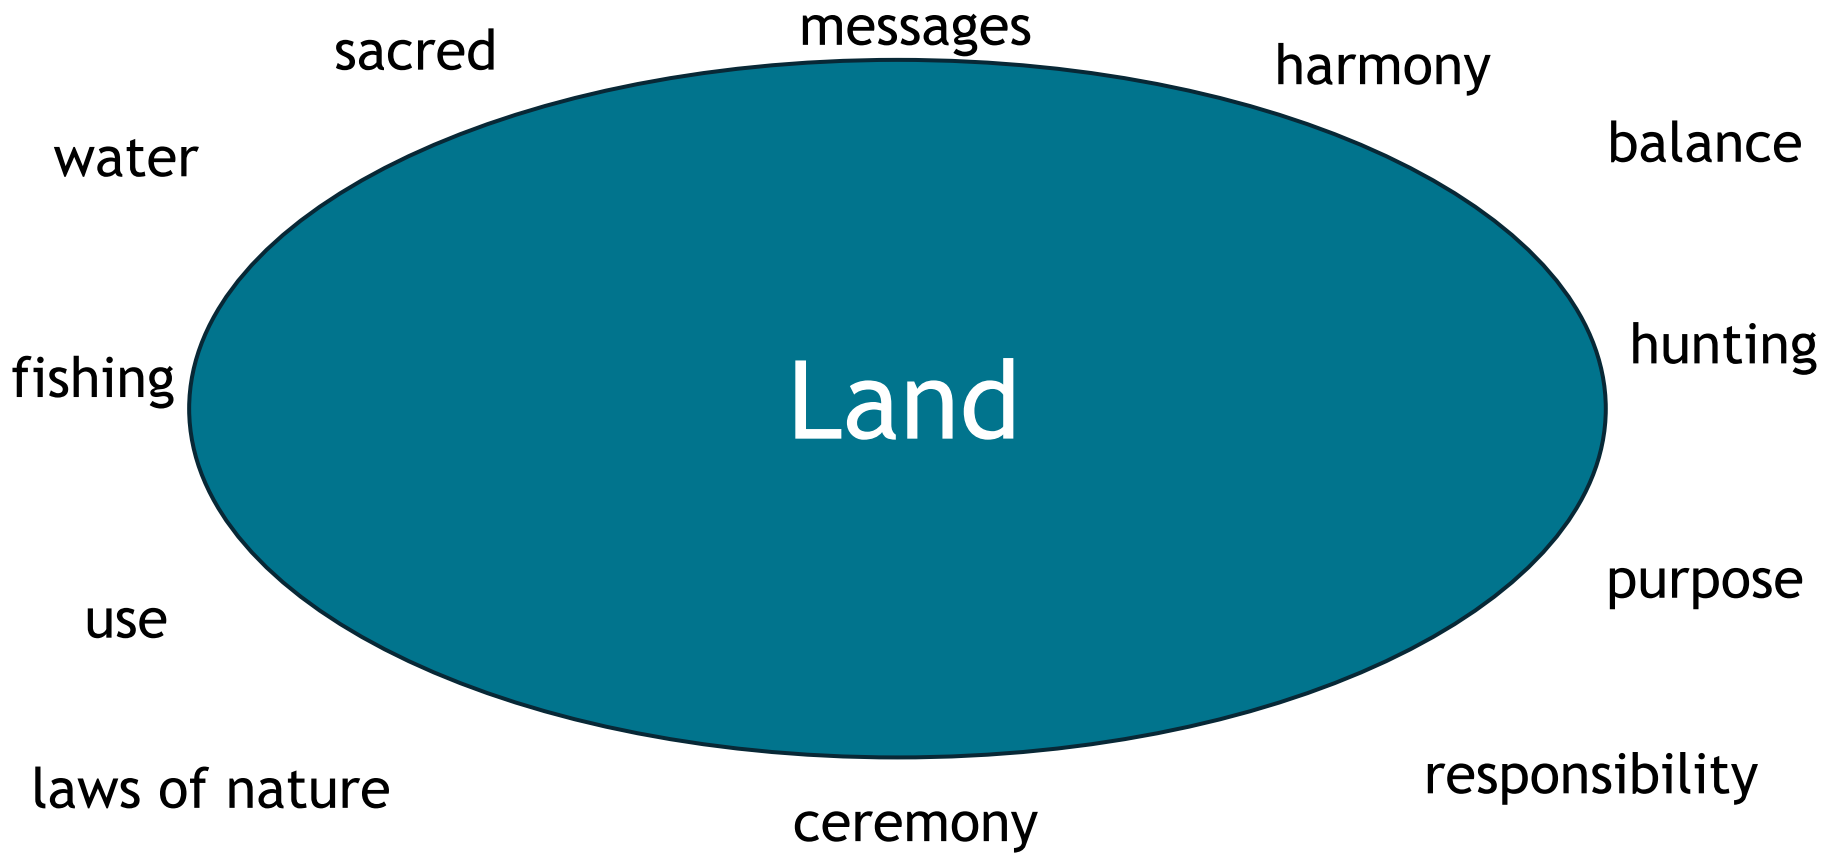 messages
sacred
harmony
water
balance
fishing
hunting
Land
use
purpose
laws of nature
responsibility
ceremony